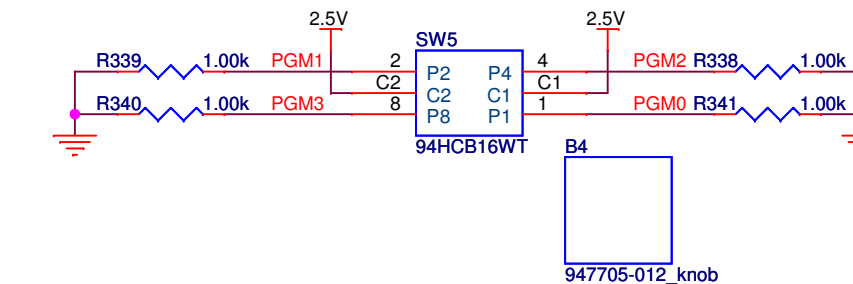 2.5V 2.5V
SW5
R339 1.00k PGM1 2 P2 P4 4 PGM2 R338 1.00k
C2 C2 C1 C1
R340 1.00k PGM3 8 P8 P1 1 PGM0 R341 1.00k
94HCB16WT B4
947705-012_knob